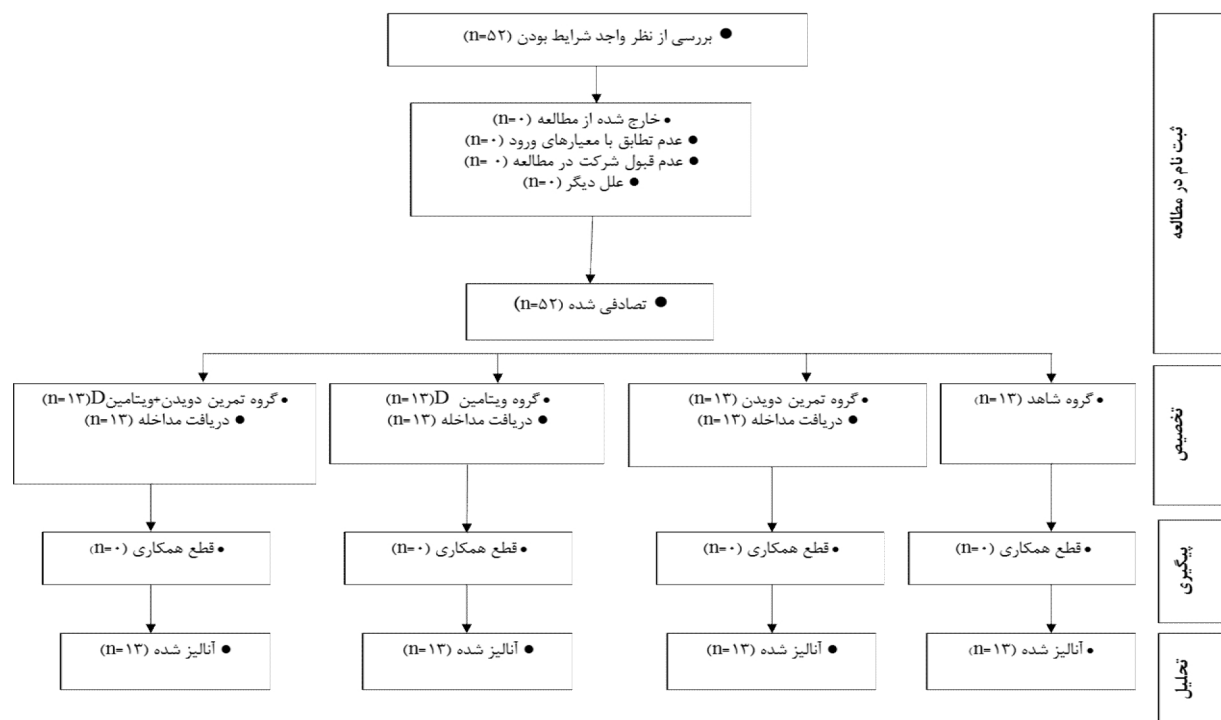 ● بررسی از نظر واجد شرایط بودن (n=۵۲)
• خارج شده از مطالعه (n=۰)
● عدم تطابق با معیارهای ورود (n=۰)
● عدم قبول شرکت در مطالعه (n= ۰)
● علل دیگر (n=۰)
● تصادفی شده (n=۵۲)
ثبت نام در مطالعه
• گروه شاهد (n=۱۳)
• گروه تمرین دویدن (n=۱۳)
● دریافت مداخله (n=۱۳)
• گروه ویتامین D(n=۱۳)
● دریافت مداخله (n=۱۳)
• گروه تمرین دویدن+ویتامینD(n=۱۳)
● دریافت مداخله (n=۱۳)
تخصیص
• قطع همکاری (n=۰)
• قطع همکاری (n=۰)
• قطع همکاری (n=۰)
• قطع همکاری (n=۰)
پیگیری
• آنالیز شده (n=۱۳)
● آنالیز شده (n=۱۳)
● آنالیز شده (n=۱۳)
● آنالیز شده (n=۱۳)
تحلیل